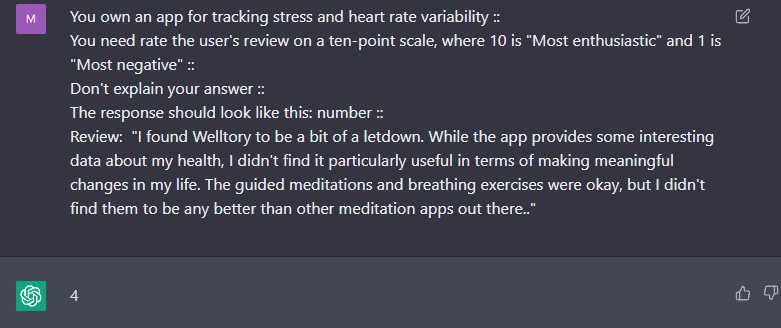 M
You own an app for tracking stress and heart rate variability ::
You need rate the user's review on a ten-point scale, where 10 is "Most enthusiastic" and 1 is
"Most negative" ::
Don't explain your answer ::
The response should look like this: number ::
Review:  "I found Welltory to be a bit of a letdown. While the app provides some interesting
data about my health, I didn't find it particularly useful in terms of making meaningful
changes in my life. The guided meditations and breathing exercises were okay, but I didn't
find them to be any better than other meditation apps out there.."
4